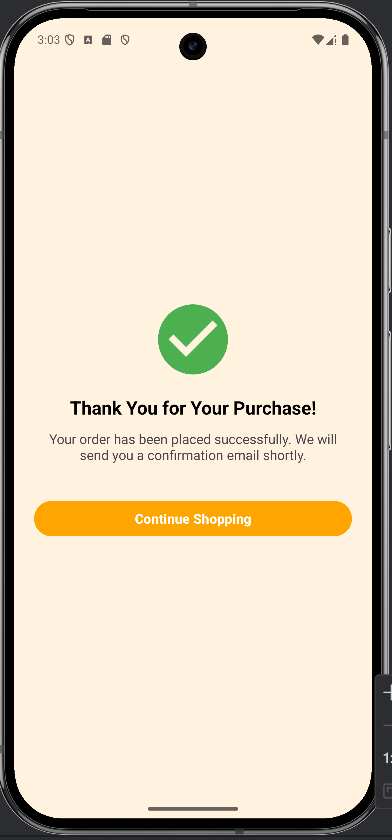 3:03
Thank You for Your Purchase!
Your order has been placed successfully. We will
send you a confirmation email shortly.
Continue Shopping